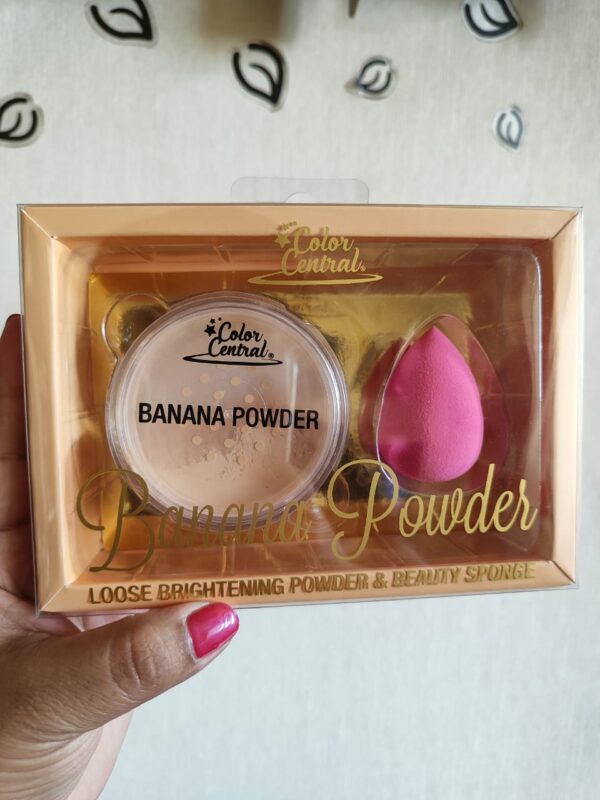 Color
Central®
Color
Central®
BANANA POWDER
Banana Powder
LOOSE BRIGHTENING POWDER & BEAUTY SPONGE